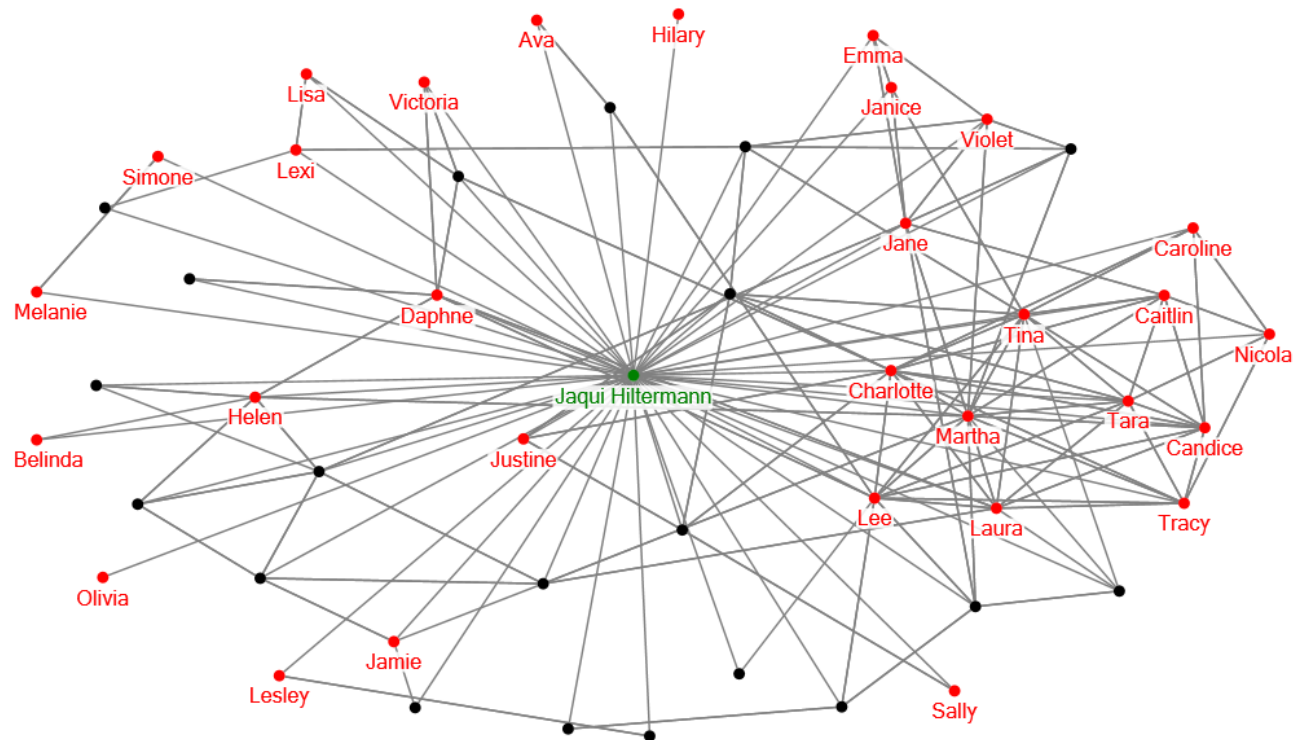 Ava
Hilary
Emma
Lisa
Victoria
Janice
Violet
Simone
Lexi
Jane
Caroline
Melanie
Daphne
Tina
Caitlin
Nicola
Jaqui Hiltermann
Charlotte
Helen
Tara
Martha
Belinda
Justine
Candice
Lee
Laura
Tracy
Olivia
Jamie
Lesley
Sally